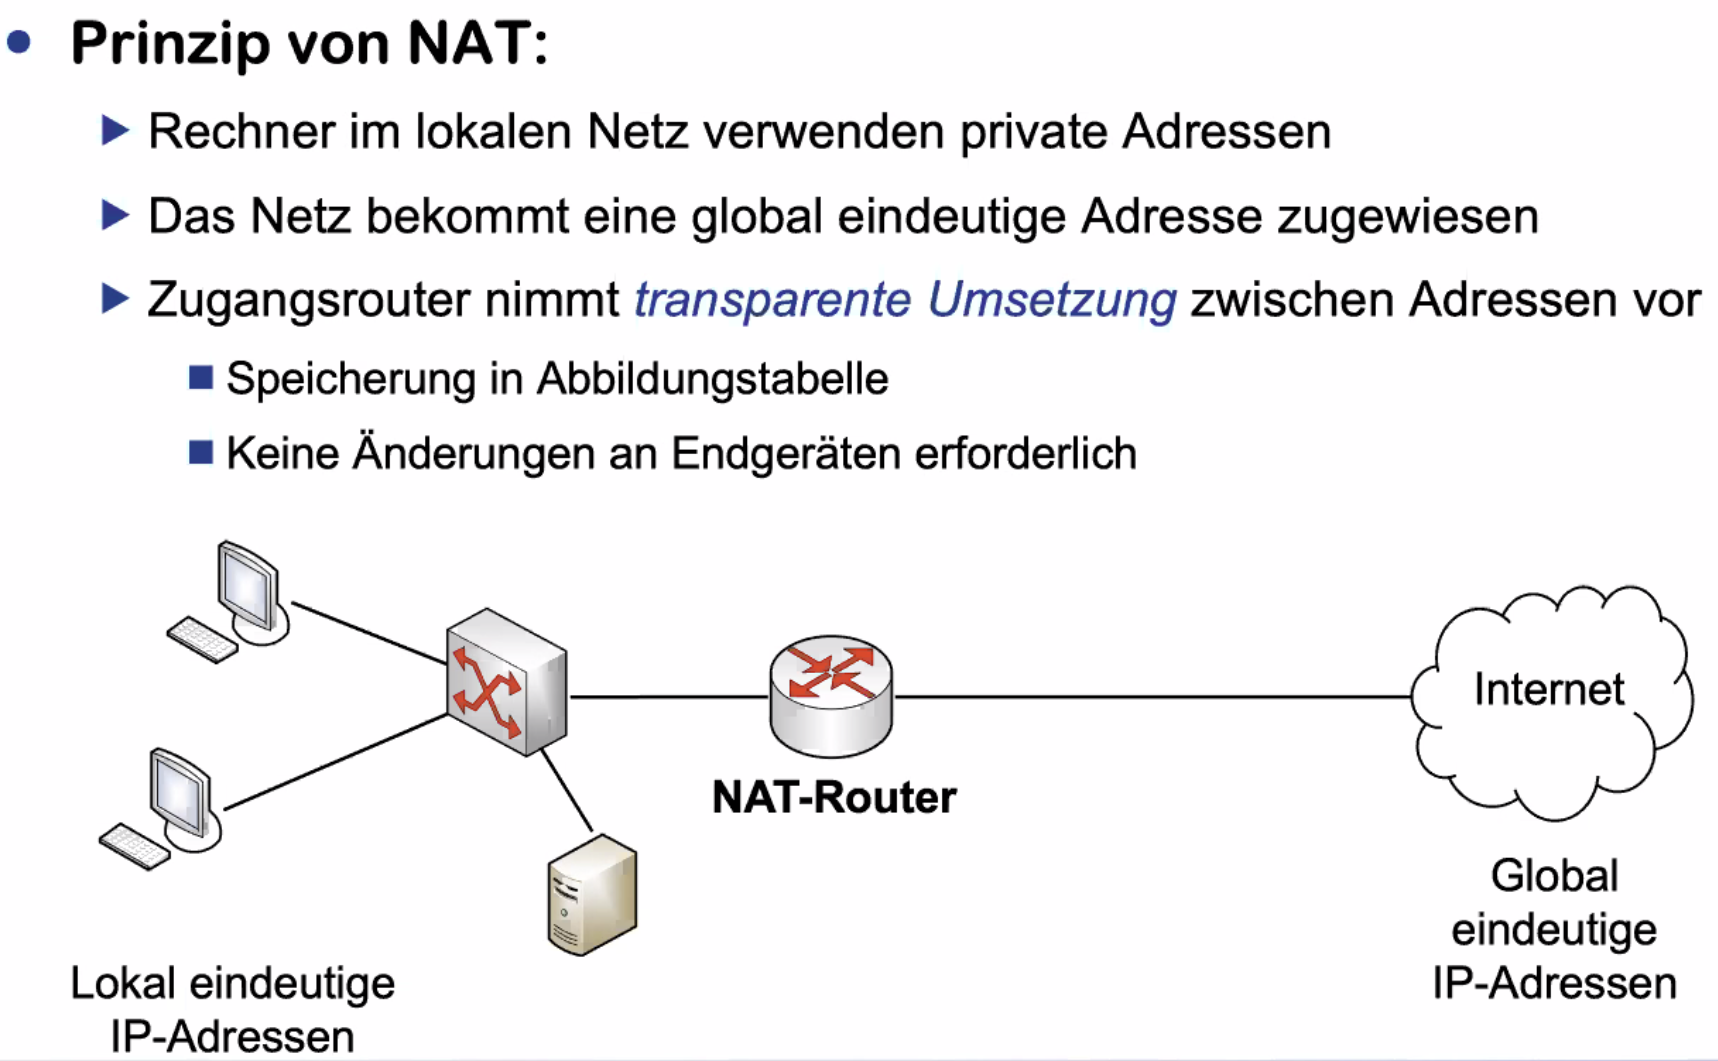 Prinzip von NAT:
Rechner im lokalen Netz verwenden private Adressen
Das Netz bekommt eine global eindeutige Adresse zugewiesen
Zugangsrouter nimmt transparente Umsetzung zwischen Adressen vor
Speicherung in Abbildungstabelle
Keine Änderungen an Endgeräten erforderlich
Internet
NAT-Router
Global
eindeutige
IP-Adressen
Lokal eindeutige
IP-Adressen